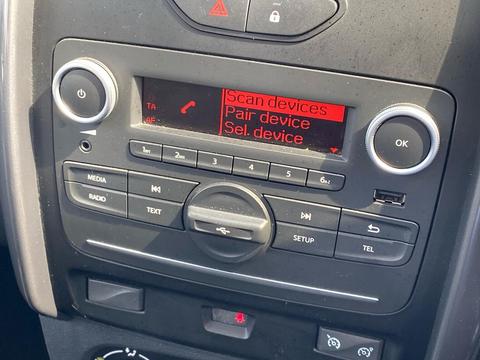 Scan devices
TA
Pair device
AF
Sel. device
OK
1
2
3
4
5
6
MEDIA
RADIO
TEXT
SETUP
TEL